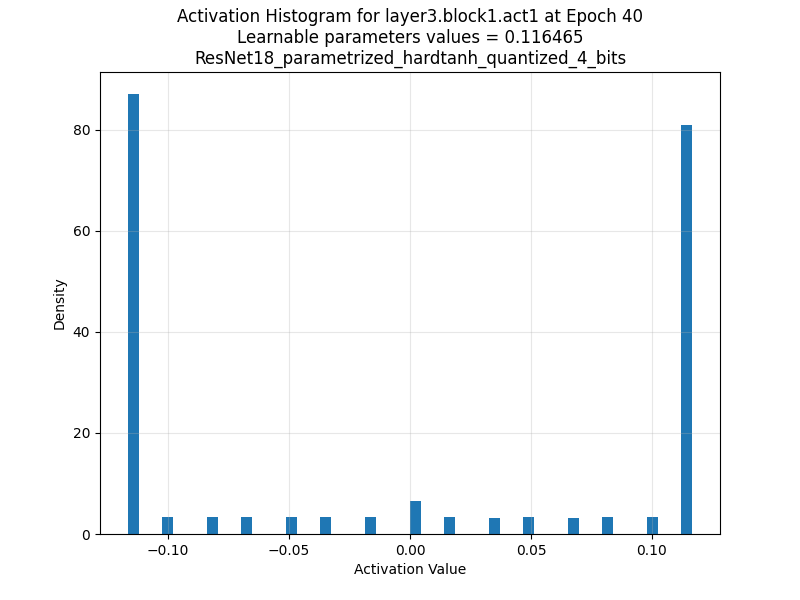 Activation Histogram for layer3.block1.act1 at Epoch 40
Learnable parameters values = 0.116465
ResNet18_parametrized_hardtanh_quantized_4_bits
80
60
40
20
0
Density
−0.10
−0.05
0.00
0.05
0.10
Activation Value